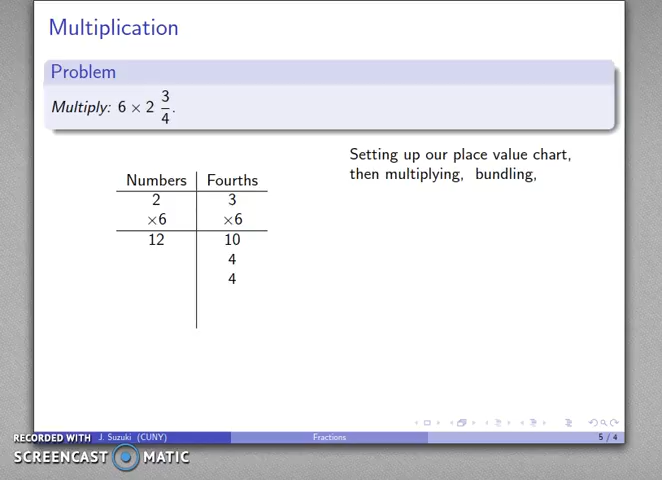 Multiplication
Problem
Multiply: 6 × 2 3/4.
Setting up our place value chart,
then multiplying, bundling,
Numbers Fourths
2 3
×6 ×6
12 10
4
4
RECORDED WITH
SCREENCAST MATIC
J. Suzuki (CUNY) Fractions 5 / 4